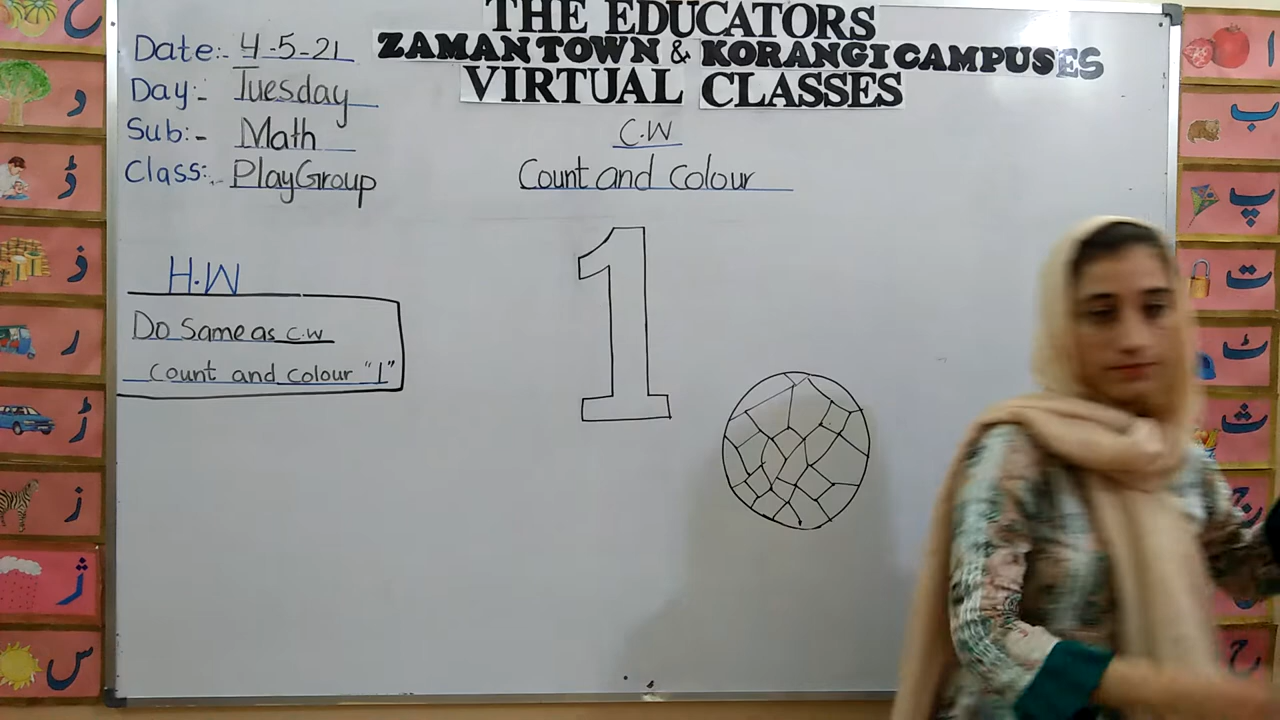 THE EDUCATORS
ZAMAN TOWN & KORANGI CAMPUSES
VIRTUAL CLASSES
Date:- 4-5-21
Day:- Tuesday
Sub:- Math
Class:- PlayGroup
C.W
Count and Colour
H.W
Do Same as C.W
Count and Colour "1"
1
ا
ب
پ
ت
ٹ
ث
ج
ح
خ
د
ڈ
ذ
ر
ڑ
ز
ژ
س